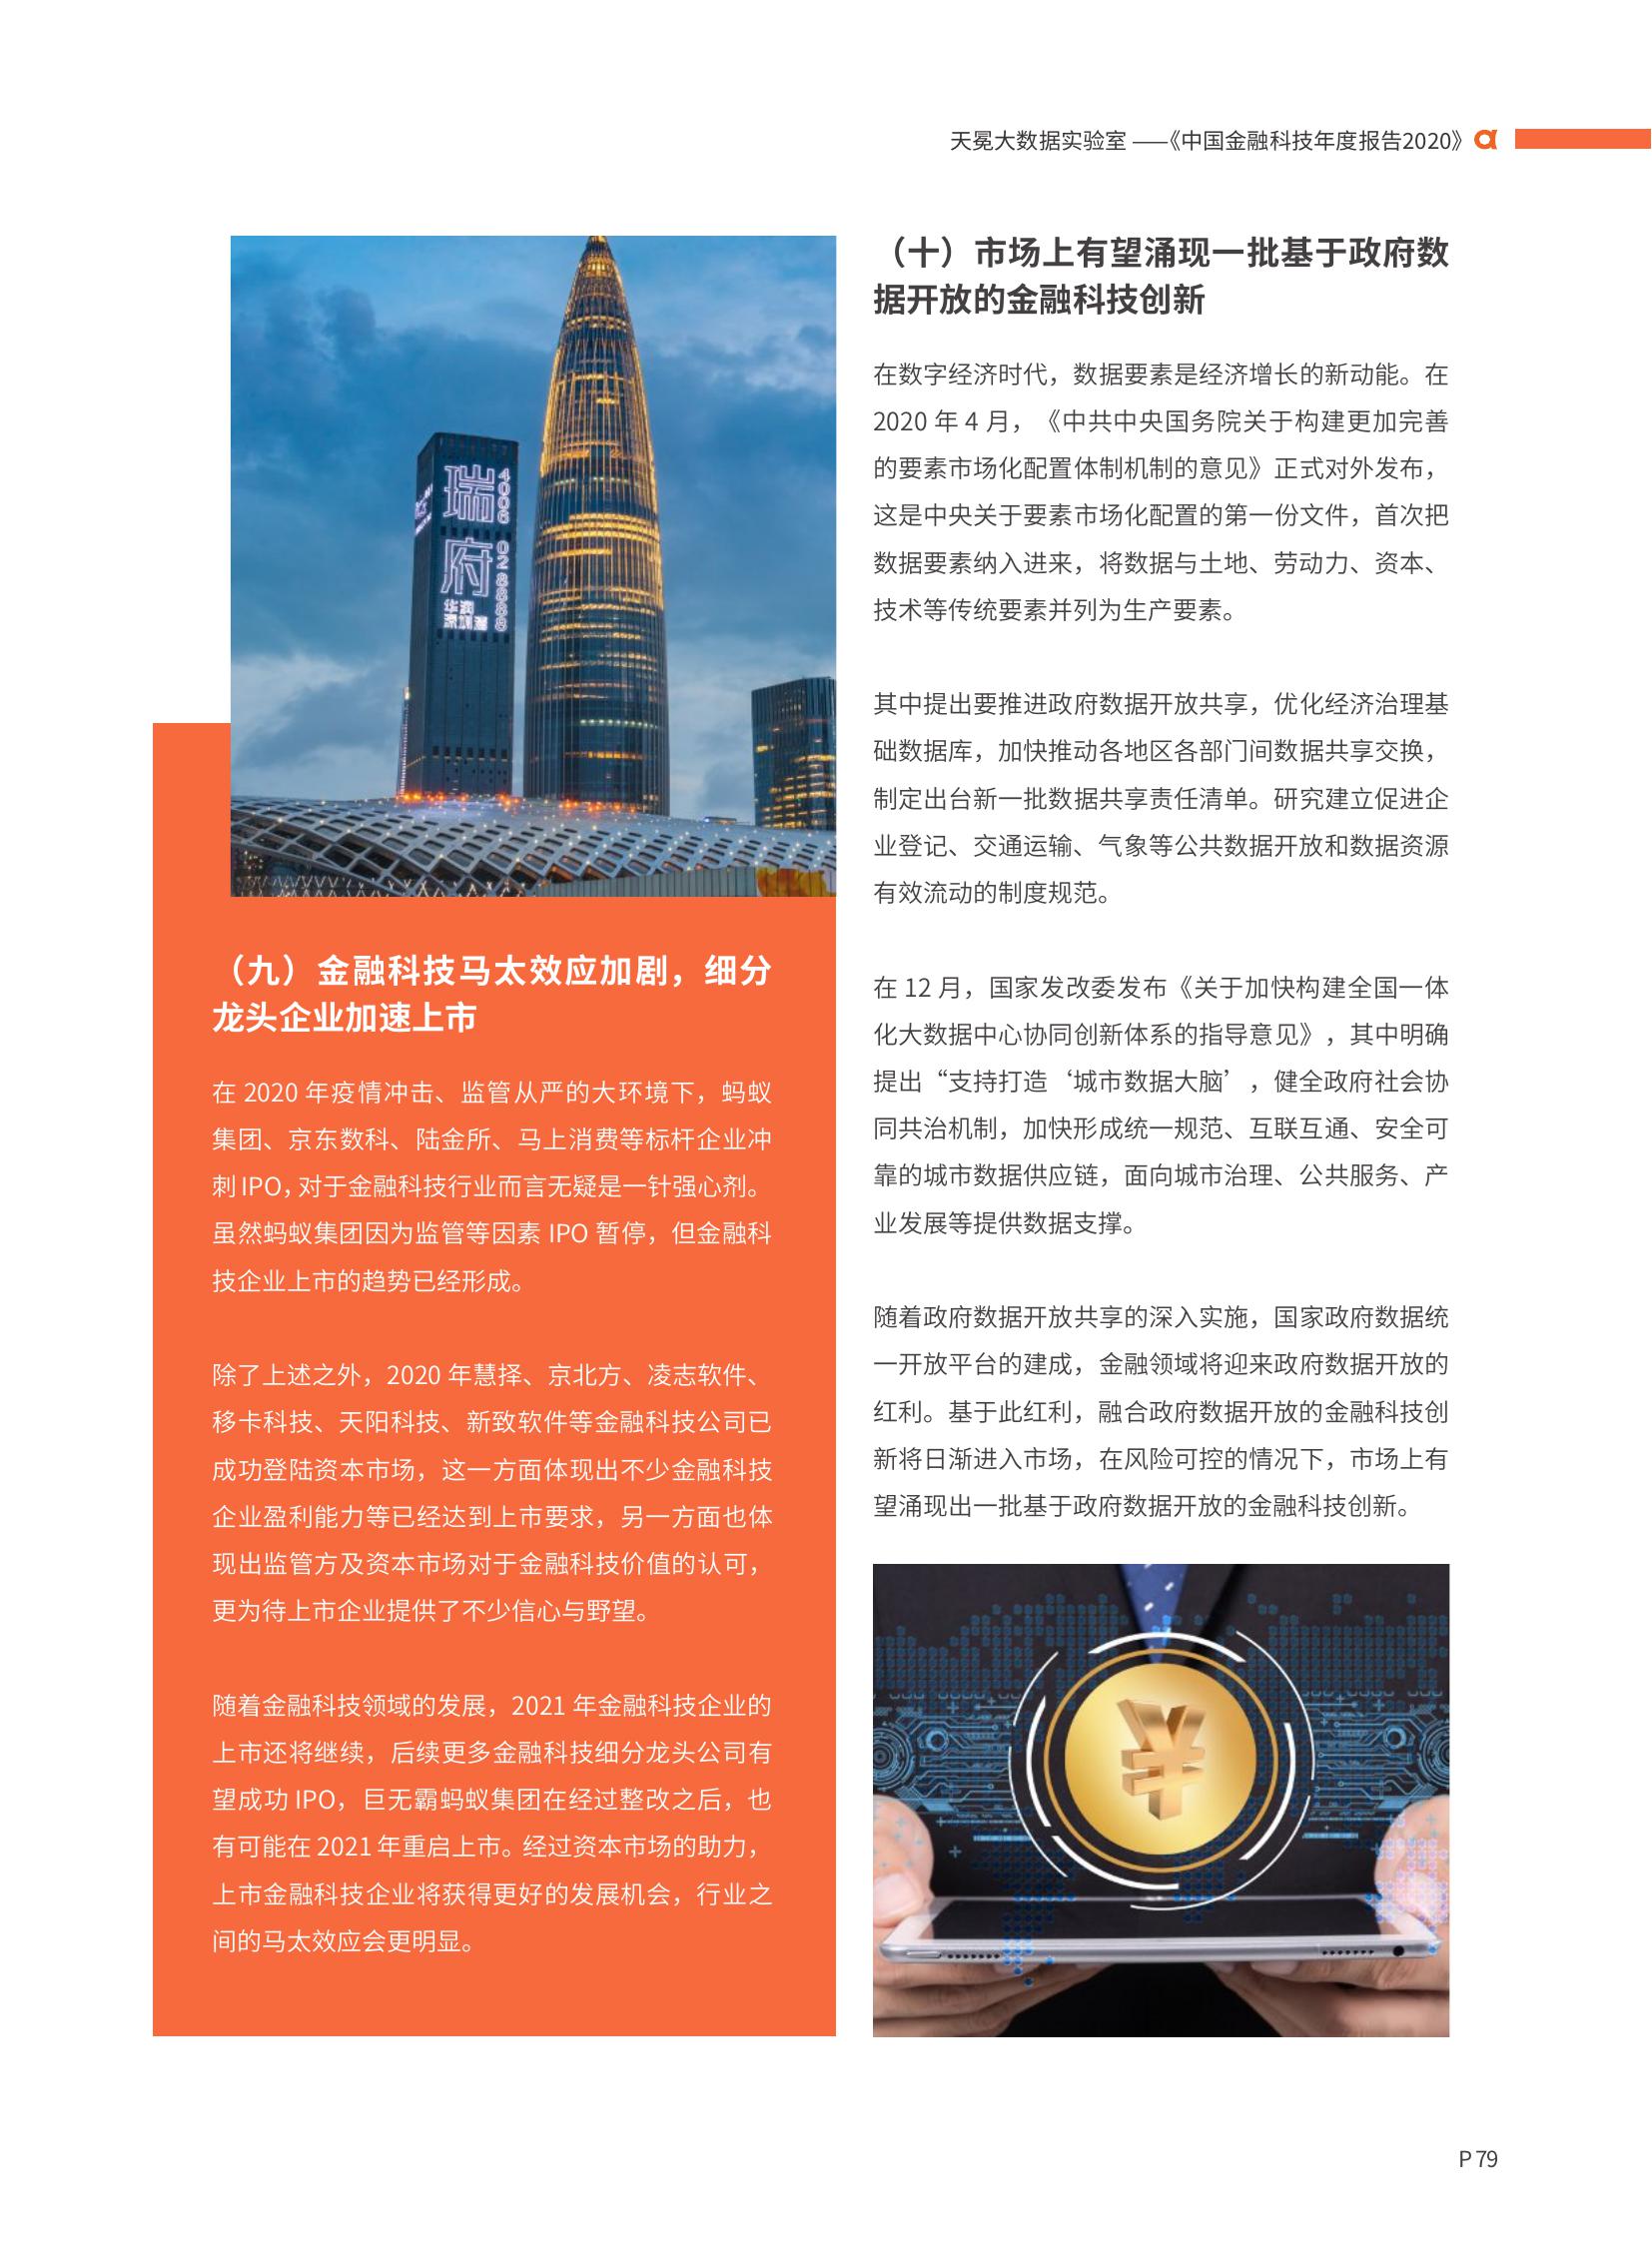 天冕大数据实验室 ——《中国金融科技年度报告2020》
瑞府
4006 028888
华润
深圳湾
（九）金融科技马太效应加剧，细分
龙头企业加速上市
在 2020 年疫情冲击、监管从严的大环境下，蚂蚁
集团、京东数科、陆金所、马上消费等标杆企业冲
刺 IPO，对于金融科技行业而言无疑是一针强心剂。
虽然蚂蚁集团因为监管等因素 IPO 暂停，但金融科
技企业上市的趋势已经形成。
除了上述之外，2020 年慧择、京北方、凌志软件、
移卡科技、天阳科技、新致软件等金融科技公司已
成功登陆资本市场，这一方面体现出不少金融科技
企业盈利能力等已经达到上市要求，另一方面也体
现出监管方及资本市场对于金融科技价值的认可，
更为待上市企业提供了不少信心与野望。
随着金融科技领域的发展，2021 年金融科技企业的
上市还将继续，后续更多金融科技细分龙头公司有
望成功 IPO，巨无霸蚂蚁集团在经过整改之后，也
有可能在 2021 年重启上市。经过资本市场的助力，
上市金融科技企业将获得更好的发展机会，行业之
间的马太效应会更明显。
（十）市场上有望涌现一批基于政府数
据开放的金融科技创新
在数字经济时代，数据要素是经济增长的新动能。在
2020 年 4 月，《中共中央国务院关于构建更加完善
的要素市场化配置体制机制的意见》正式对外发布，
这是中央关于要素市场化配置的第一份文件，首次把
数据要素纳入进来，将数据与土地、劳动力、资本、
技术等传统要素并列为生产要素。
其中提出要推进政府数据开放共享，优化经济治理基
础数据库，加快推动各地区各部门间数据共享交换，
制定出台新一批数据共享责任清单。研究建立促进企
业登记、交通运输、气象等公共数据开放和数据资源
有效流动的制度规范。
在 12 月，国家发改委发布《关于加快构建全国一体
化大数据中心协同创新体系的指导意见》，其中明确
提出“支持打造‘城市数据大脑’，健全政府社会协
同共治机制，加快形成统一规范、互联互通、安全可
靠的城市数据供应链，面向城市治理、公共服务、产
业发展等提供数据支撑。
随着政府数据开放共享的深入实施，国家政府数据统
一开放平台的建成，金融领域将迎来政府数据开放的
红利。基于此红利，融合政府数据开放的金融科技创
新将日渐进入市场，在风险可控的情况下，市场上有
望涌现出一批基于政府数据开放的金融科技创新。
¥
P 79